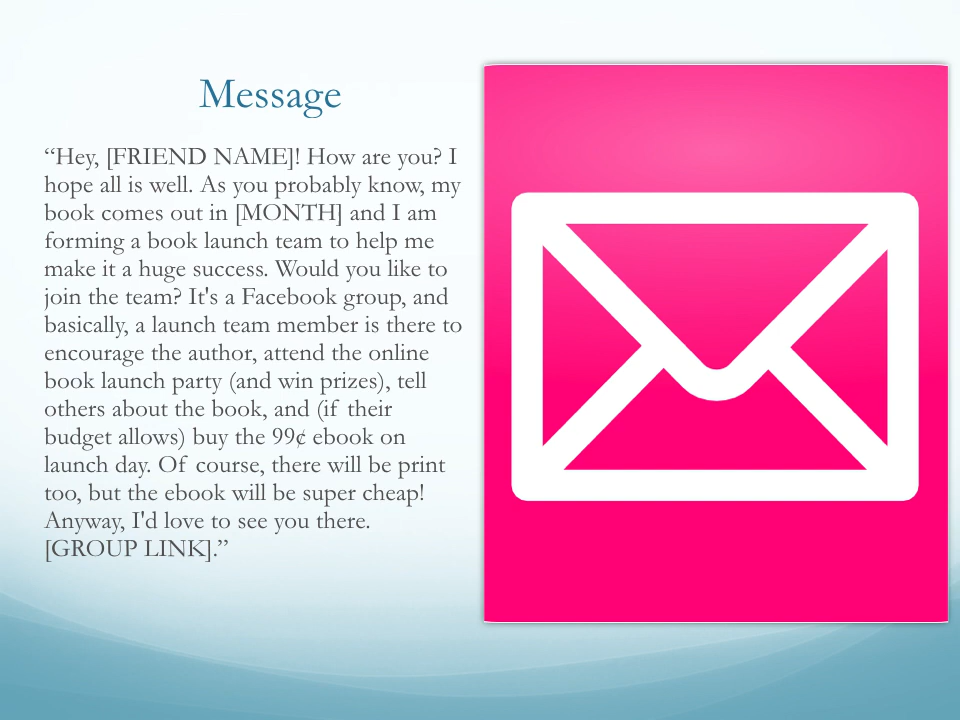 Message
“Hey, [FRIEND NAME]! How are you? I
hope all is well. As you probably know, my
book comes out in [MONTH] and I am
forming a book launch team to help me
make it a huge success. Would you like to
join the team? It's a Facebook group, and
basically, a launch team member is there to
encourage the author, attend the online
book launch party (and win prizes), tell
others about the book, and (if their
budget allows) buy the 99¢ ebook on
launch day. Of course, there will be print
too, but the ebook will be super cheap!
Anyway, I'd love to see you there.
[GROUP LINK].”